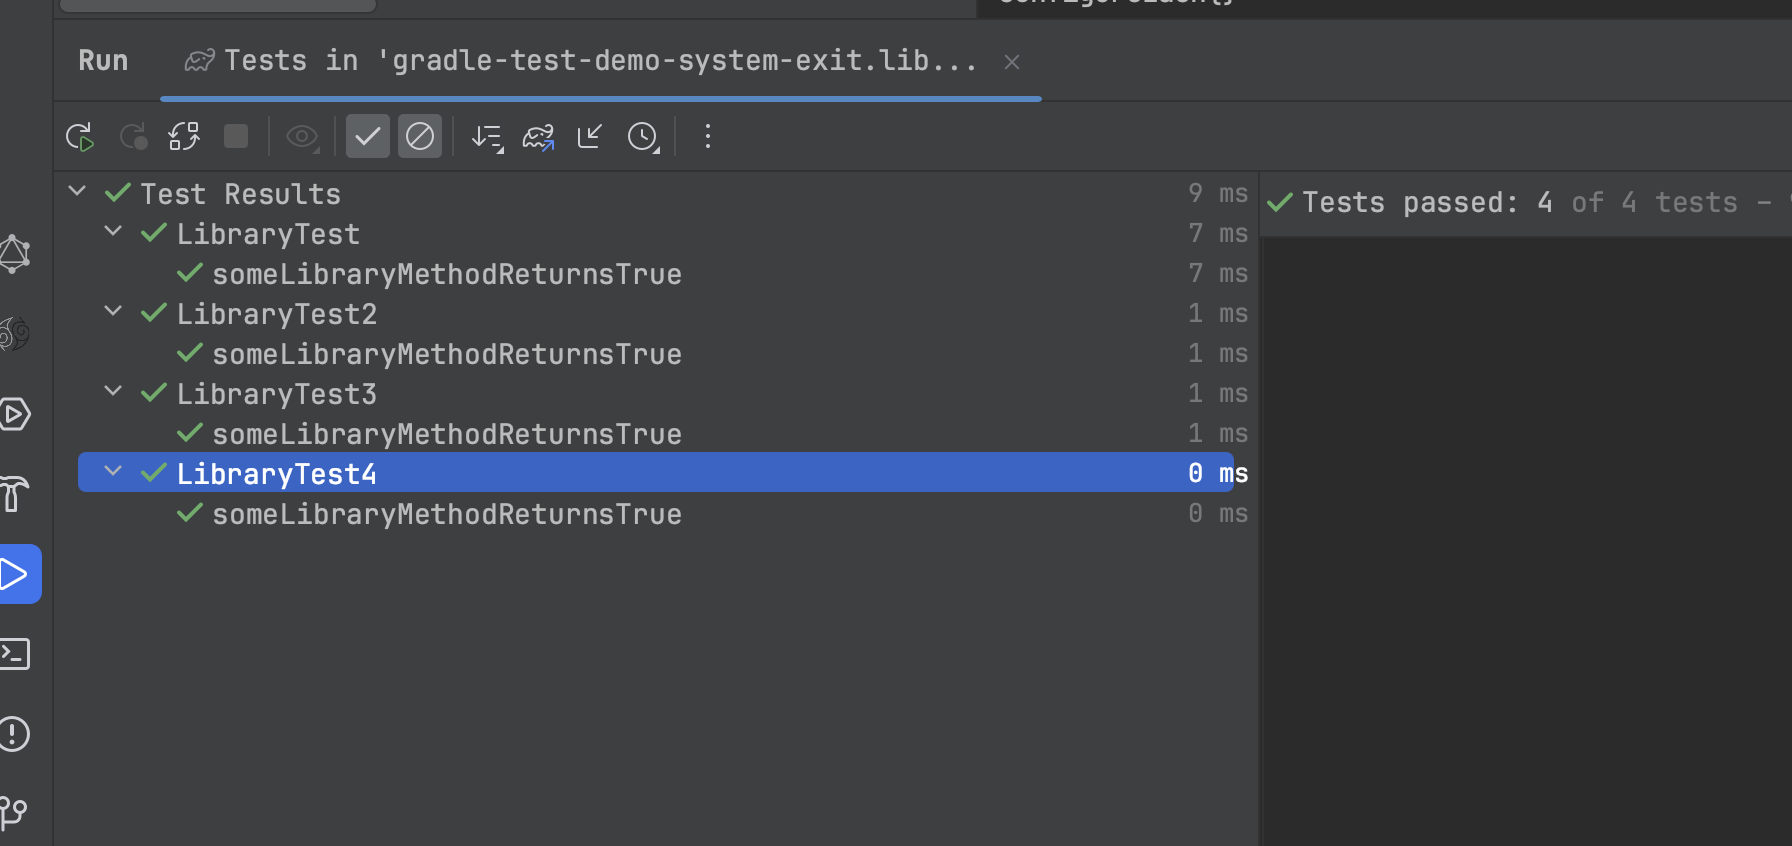 Run Tests in 'gradle-test-demo-system-exit.lib...
Test Results 9 ms
Tests passed: 4 of 4 tests –
LibraryTest 7 ms
someLibraryMethodReturnsTrue 7 ms
LibraryTest2 1 ms
someLibraryMethodReturnsTrue 1 ms
LibraryTest3 1 ms
someLibraryMethodReturnsTrue 1 ms
LibraryTest4 0 ms
someLibraryMethodReturnsTrue 0 ms